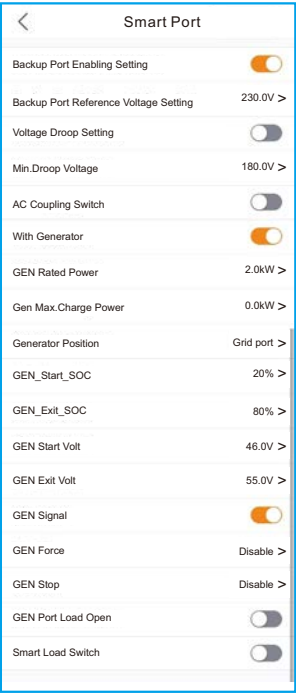 Smart Port
Backup Port Enabling Setting
Backup Port Reference Voltage Setting 230.0V >
Voltage Droop Setting
Min.Droop Voltage 180.0V >
AC Coupling Switch
With Generator
GEN Rated Power 2.0kW >
Gen Max.Charge Power 0.0kW >
Generator Position Grid port >
GEN_Start_SOC 20% >
GEN_Exit_SOC 80% >
GEN Start Volt 46.0V >
GEN Exit Volt 55.0V >
GEN Signal
GEN Force Disable >
GEN Stop Disable >
GEN Port Load Open
Smart Load Switch